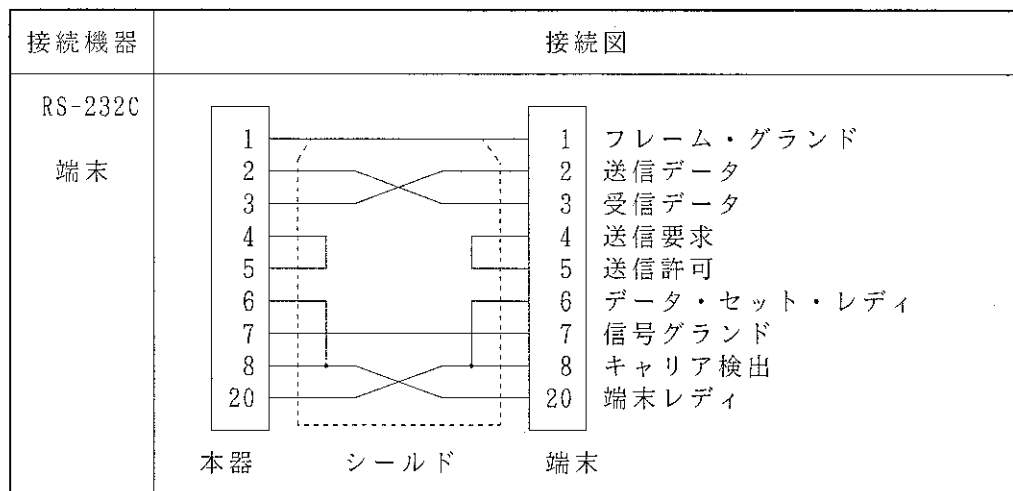 接続機器 接続図
RS-232C
端末
1 1 フレーム・グランド
2 2 送信データ
3 3 受信データ
4 4 送信要求
5 5 送信許可
6 6 データ・セット・レディ
7 7 信号グランド
8 8 キャリア検出
20 20 端末レディ
本器 シールド 端末